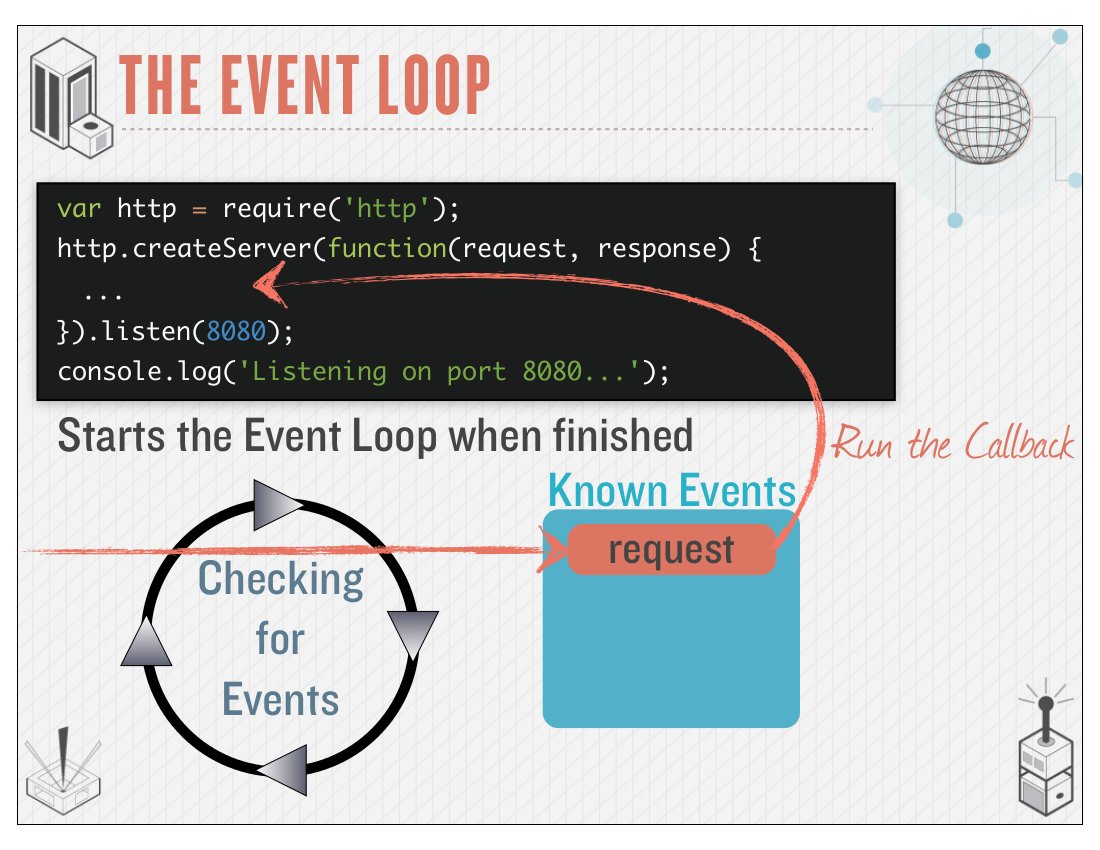 THE EVENT LOOP
var http = require('http');
http.createServer(function(request, response) {
  ...
}).listen(8080);
console.log('Listening on port 8080...');
Starts the Event Loop when finished
Run the Callback
Known Events
request
Checking
for
Events